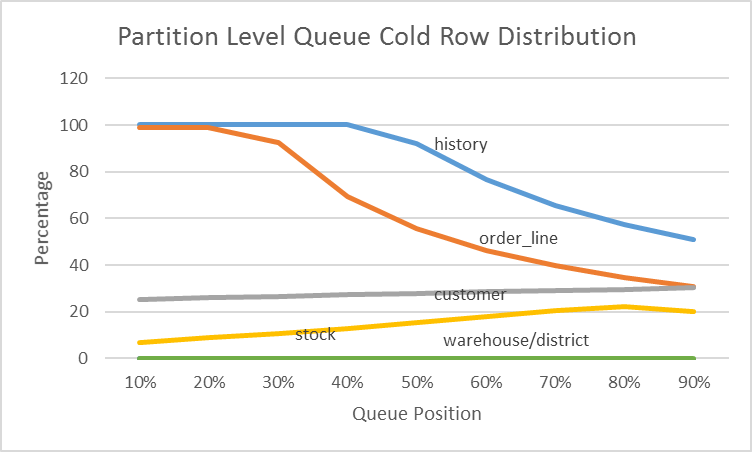 Partition Level Queue Cold Row Distribution
120
100
80
60
40
20
0
Percentage
history
order_line
customer
stock
warehouse/district
10% 20% 30% 40% 50% 60% 70% 80% 90%
Queue Position